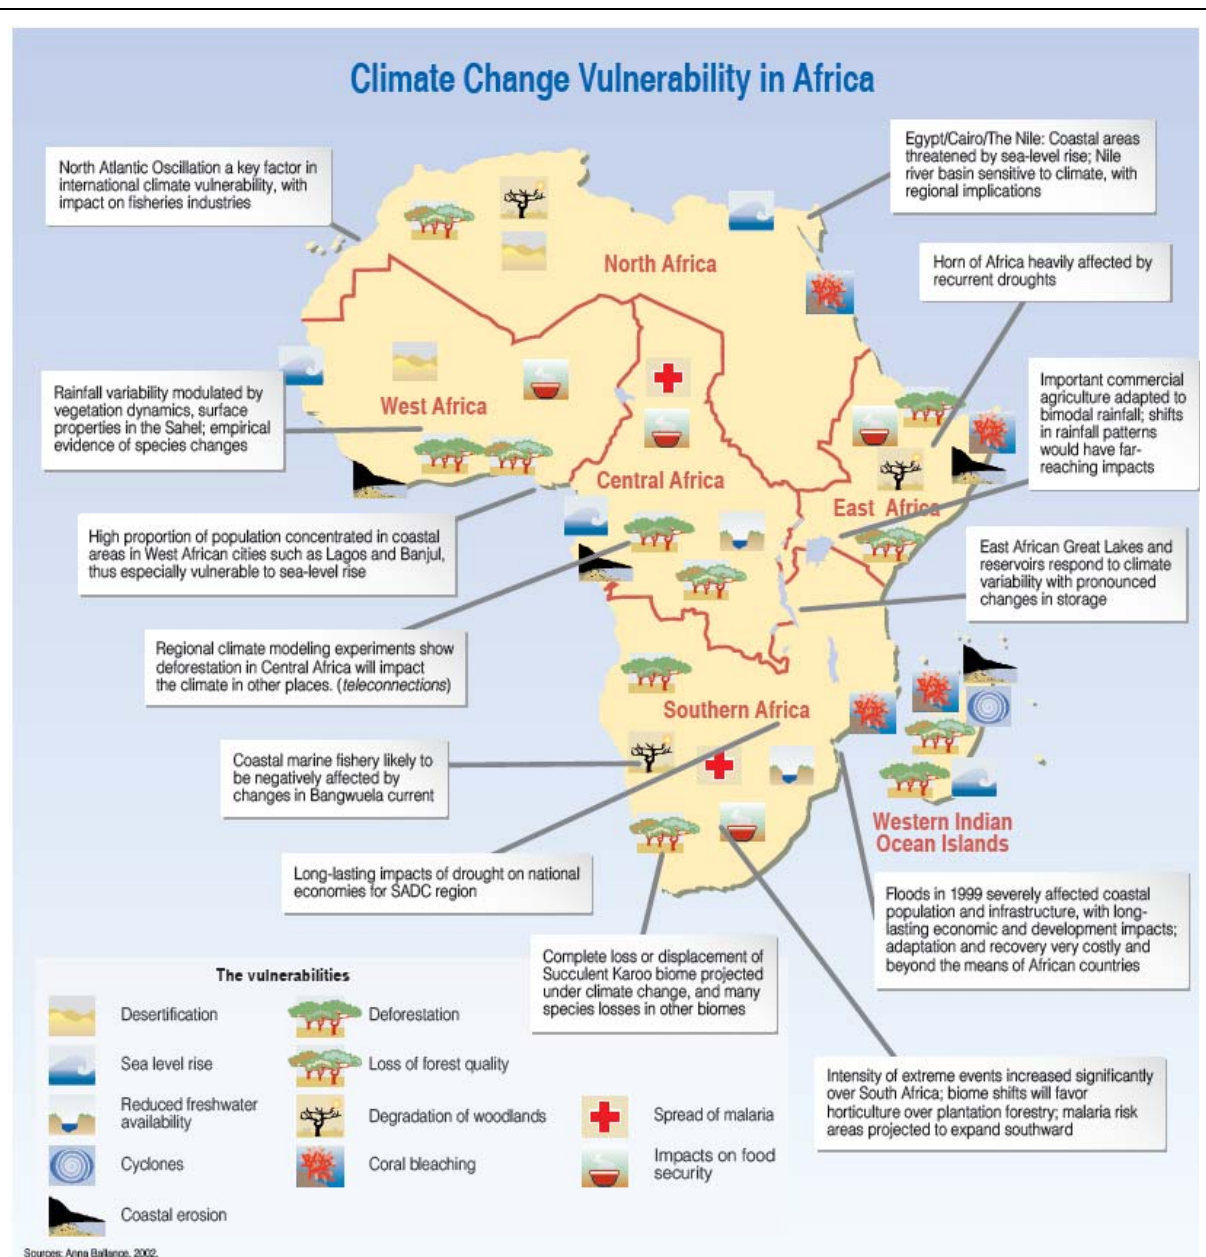 Climate Change Vulnerability in Africa
North Atlantic Oscillation a key factor in
international climate vulnerability, with
impact on fisheries industries
Egypt/Cairo/The Nile: Coastal areas
threatened by sea-level rise; Nile
river basin sensitive to climate, with
regional implications
North Africa
Horn of Africa heavily affected by
recurrent droughts
Rainfall variability modulated by
vegetation dynamics, surface
properties in the Sahel; empirical
evidence of species changes
West Africa
Important commercial
agriculture adapted to
bimodal rainfall; shifts
in rainfall patterns
would have far-
reaching impacts
Central Africa
East Africa
High proportion of population concentrated in coastal
areas in West African cities such as Lagos and Banjul,
thus especially vulnerable to sea-level rise
East African Great Lakes and
reservoirs respond to climate
variability with pronounced
changes in storage
Regional climate modeling experiments show
deforestation in Central Africa will impact
the climate in other places. (teleconnections)
Southern Africa
Coastal marine fishery likely to
be negatively affected by
changes in Bangwuela current
Western Indian
Ocean Islands
Long-lasting impacts of drought on national
economies for SADC region
Floods in 1999 severely affected coastal
population and infrastructure, with long-
lasting economic and development impacts;
adaptation and recovery very costly and
beyond the means of African countries
Complete loss or displacement of
Succulent Karoo biome projected
under climate change, and many
species losses in other biomes
Intensity of extreme events increased significantly
over South Africa; biome shifts will favor
horticulture over plantation forestry; malaria risk
areas projected to expand southward
The vulnerabilities
Desertification
Sea level rise
Reduced freshwater
availability
Cyclones
Coastal erosion
Deforestation
Loss of forest quality
Degradation of woodlands
Coral bleaching
Spread of malaria
Impacts on food
security
Sources: Anna Ballance, 2002.